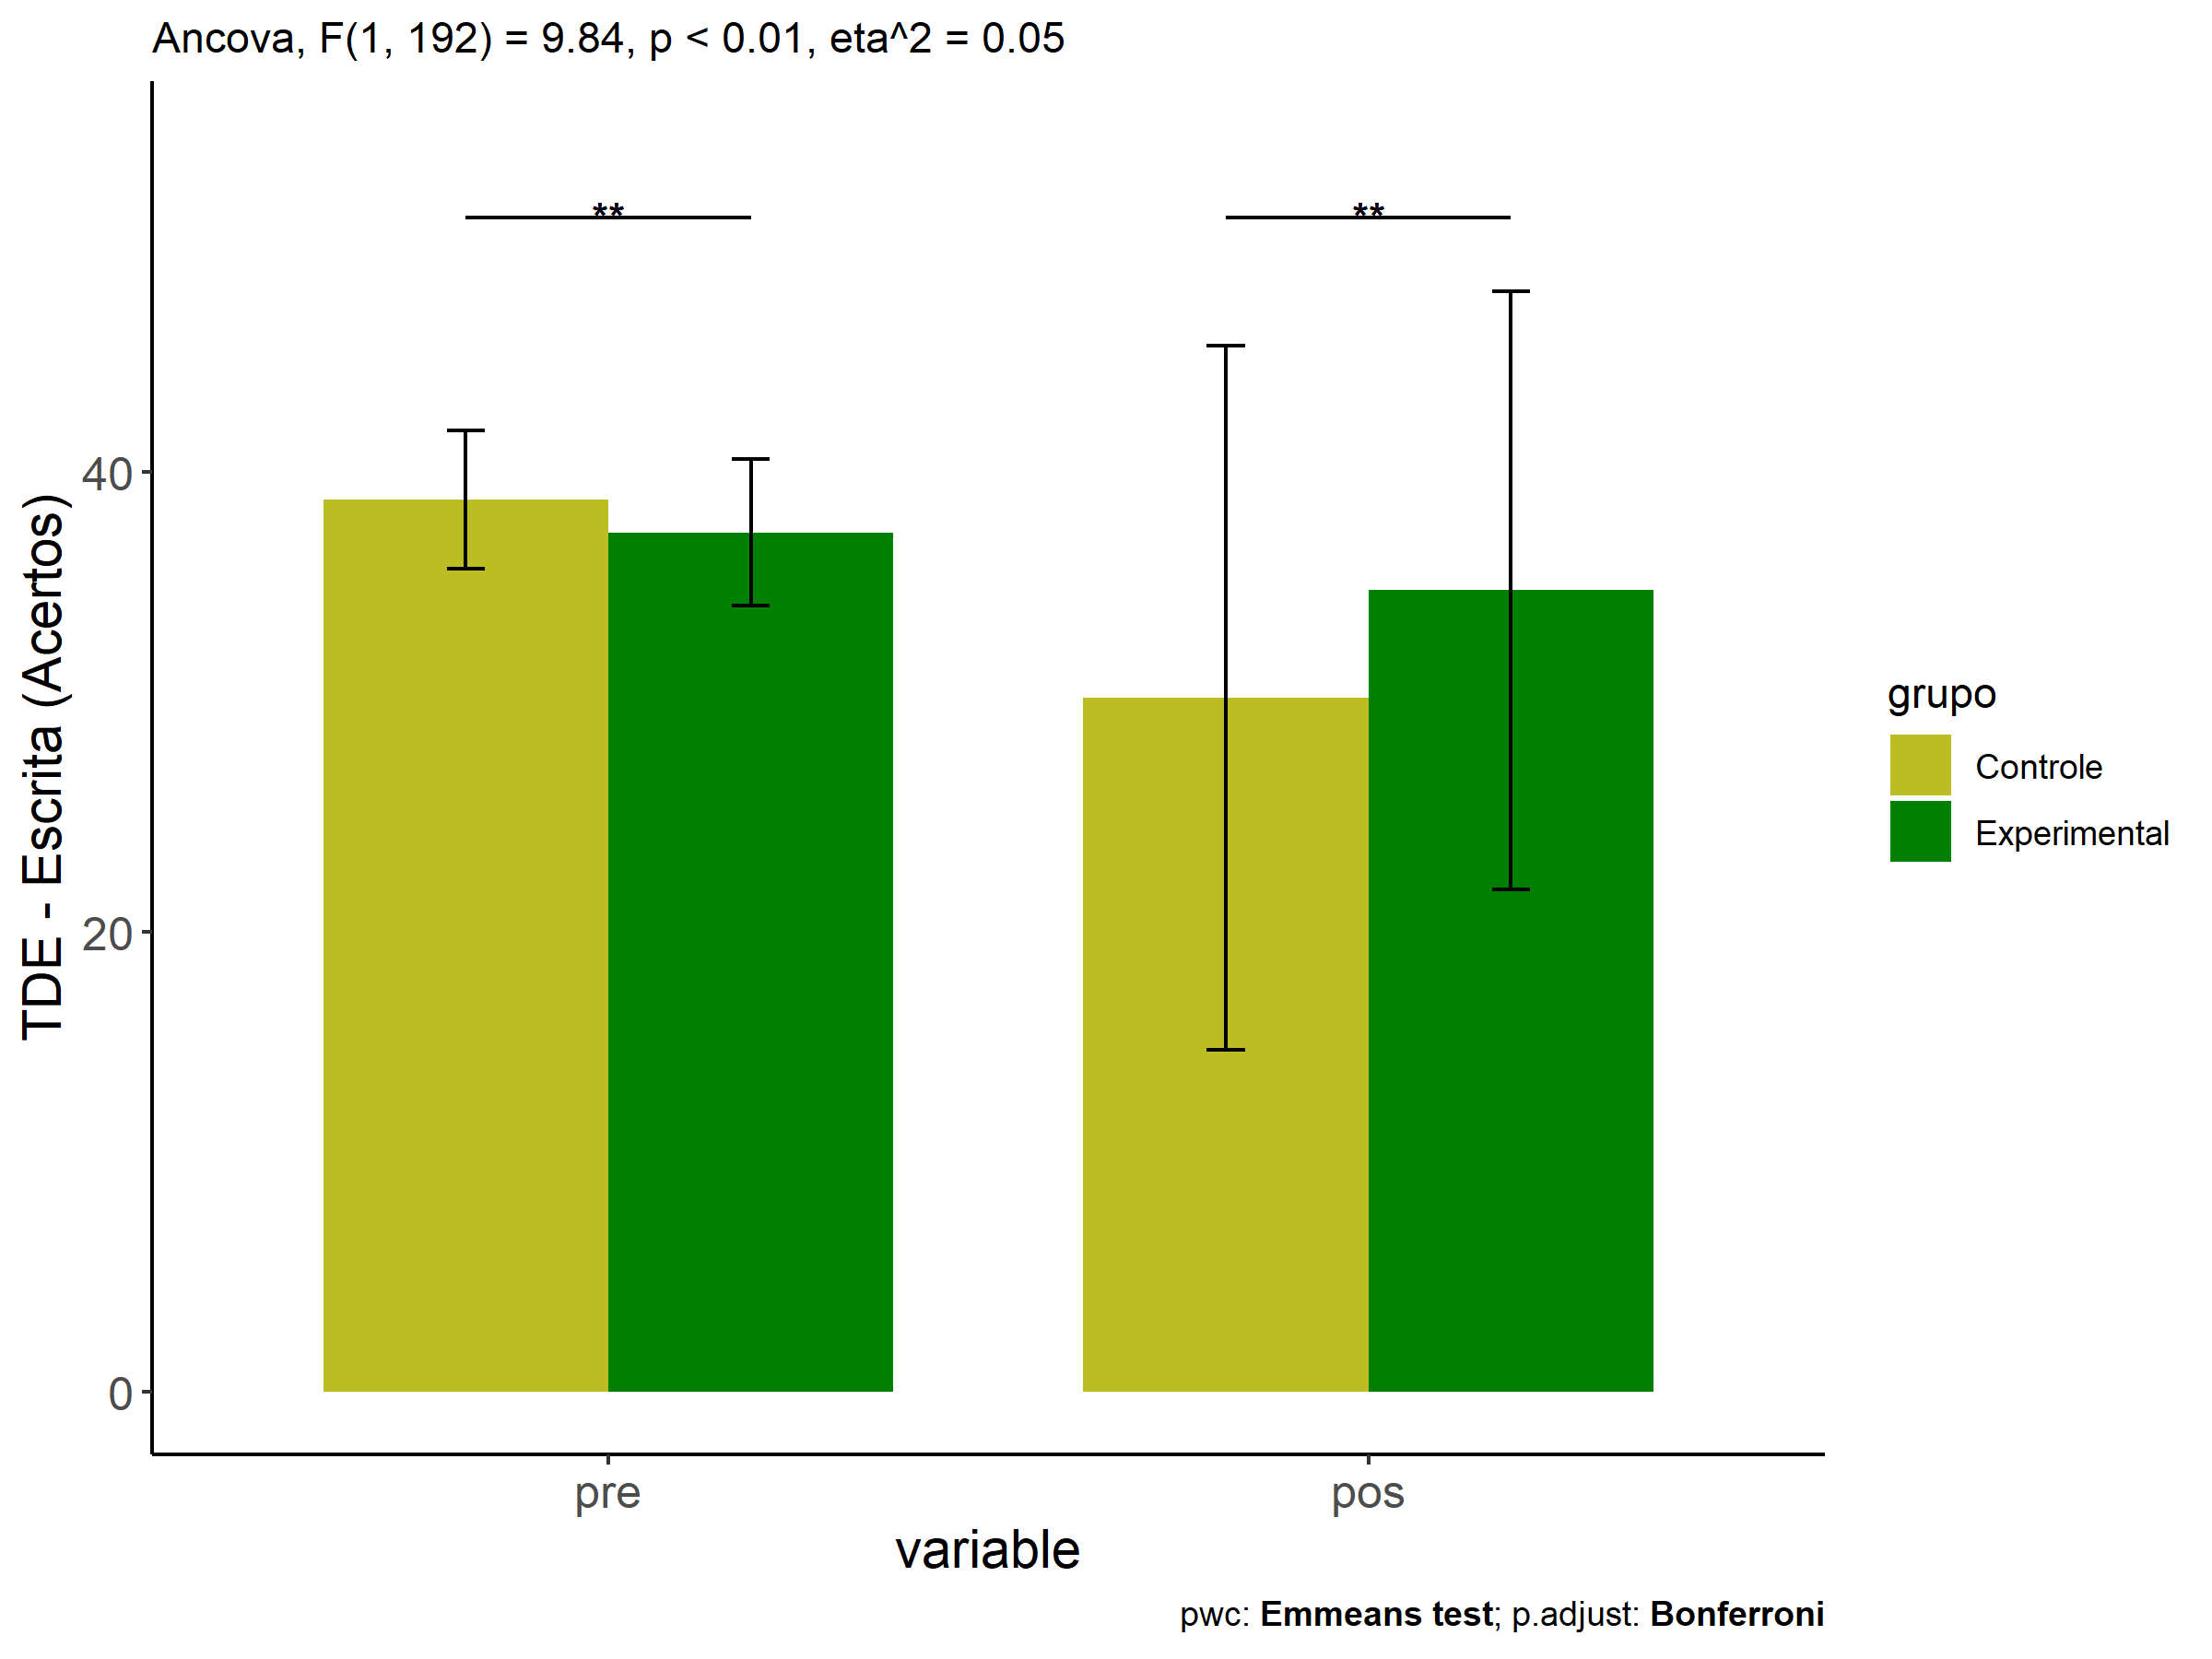 Ancova, F(1, 192) = 9.84, p < 0.01, eta^2 = 0.05
**
**
40
20
0
TDE - Escrita (Acertos)
grupo
Controle
Experimental
pre
pos
variable
pwc: Emmeans test; p.adjust: Bonferroni